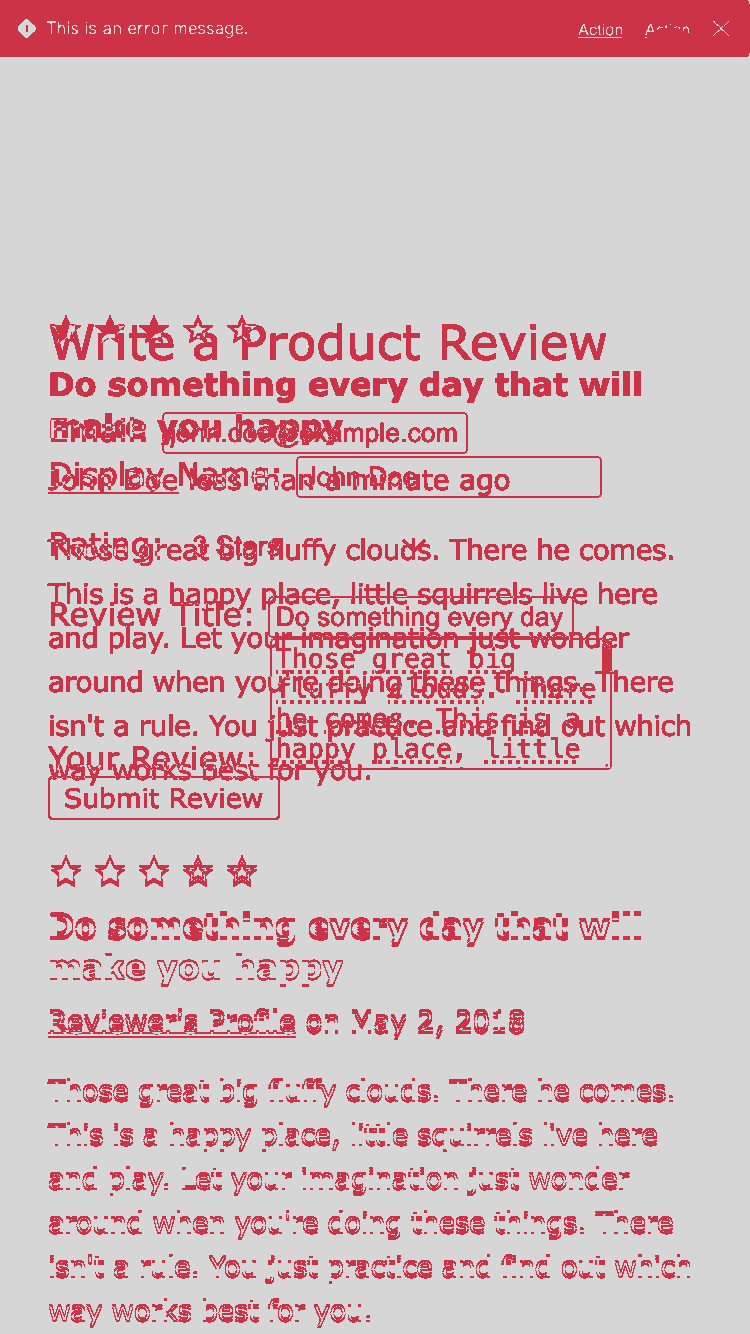 This is an error message.
Action Action
Write a Product Review
Do something every day that will
make you happy
Email: john.doe@example.com
Display Name: John Doe
John Doe less than a minute ago
Rating: 3 Stars
Those great big fluffy clouds. There he comes.
This is a happy place, little squirrels live here
Review Title: Do something every day
and play. Let your imagination just wonder
Those great big
around when you're doing these things. There
fluffy clouds. There
isn't a rule. You just practice and find out which
he comes. This is a
Your Review:
happy place, little
way works best for you.
Submit Review
Do something every day that will
make you happy
Reviewer's Profile on May 2, 2018
Those great big fluffy clouds. There he comes.
This is a happy place, little squirrels live here
and play. Let your imagination just wonder
around when you're doing these things. There
isn't a rule. You just practice and find out which
way works best for you.